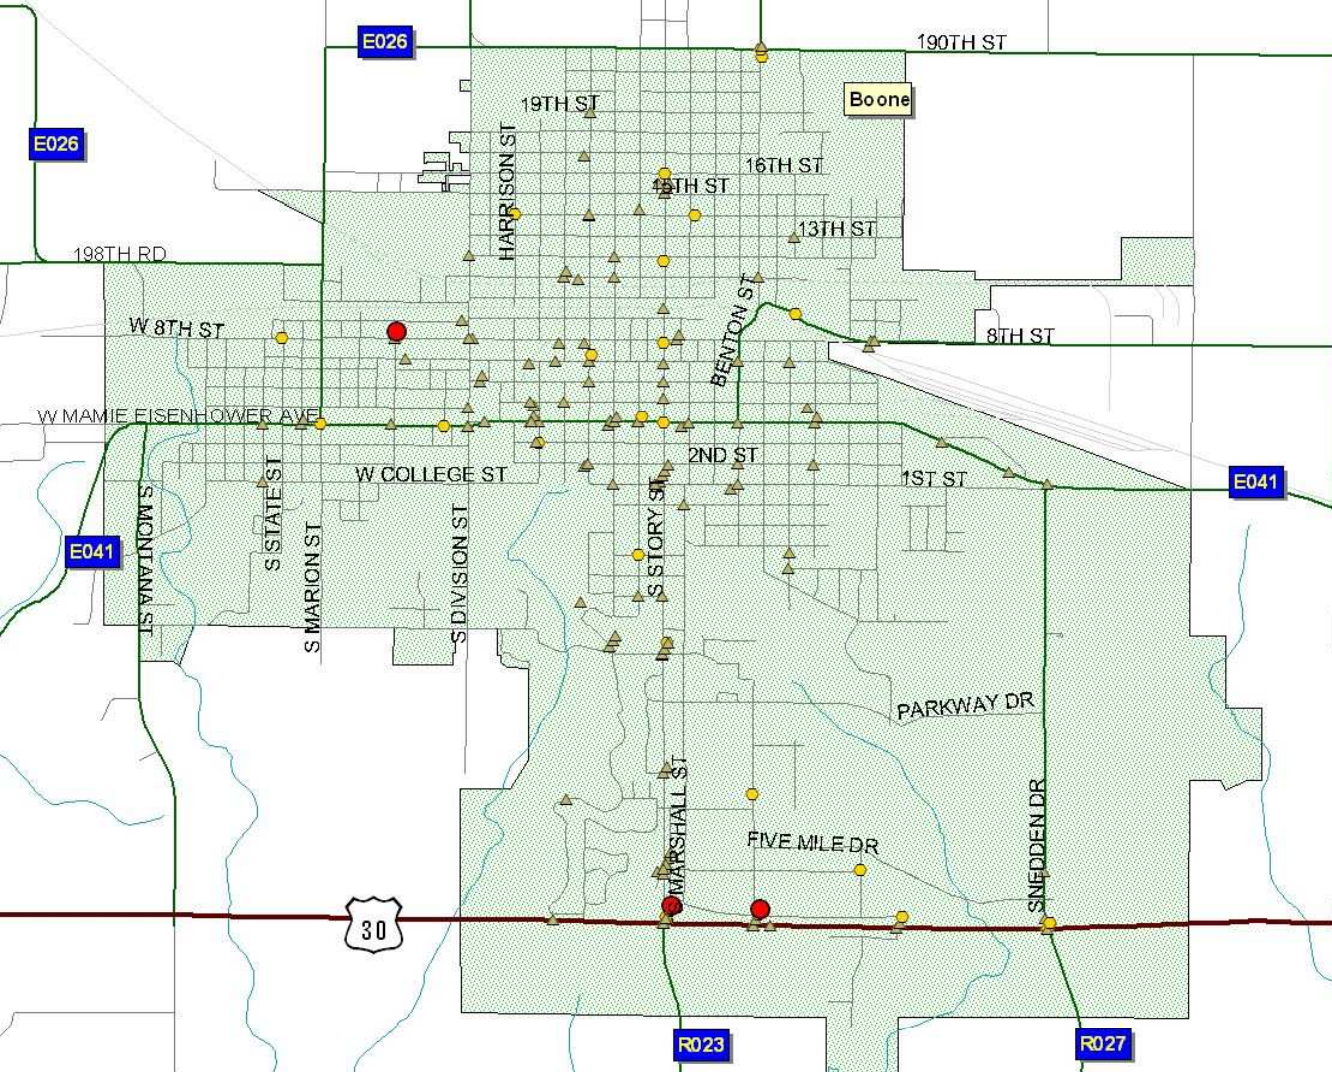 E026
190TH ST
Boone
19TH ST
E026
HARRISON ST
16TH ST
15TH ST
13TH ST
198TH RD
BENTON ST
W 8TH ST
8TH ST
W MAMIE EISENHOWER AVE
2ND ST
W COLLEGE ST
1ST ST
E041
S STATE ST
S MONTANA ST
S MARION ST
S DIVISION ST
S STORY ST
E041
PARKWAY DR
S MARSHALL ST
FIVE MILE DR
S SNEDDEN DR
30
R023
R027